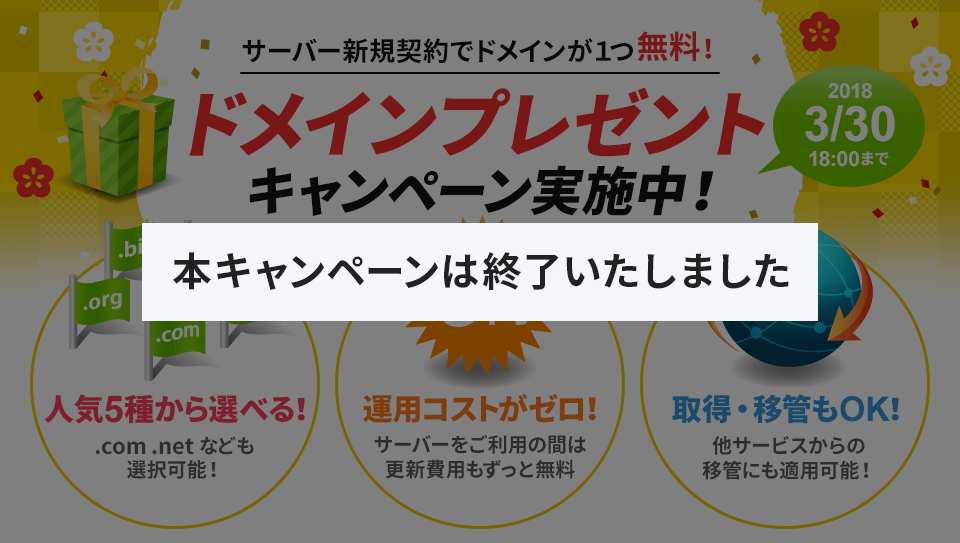 サーバー新規契約でドメインが1つ無料！
ドメインプレゼント
キャンペーン実施中！
2018
3/30
18:00まで
本キャンペーンは終了いたしました
.org
.com
人気5種から選べる！
.com .net なども
選択可能！
運用コストがゼロ！
サーバーをご利用の間は
更新費用もずっと無料
取得・移管もOK！
他サービスからの
移管にも適用可能！